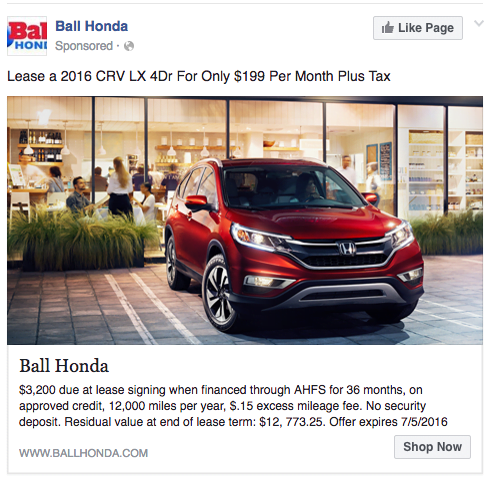 Bal
HONI
Ball Honda
Sponsored ·
Like Page
Lease a 2016 CRV LX 4Dr For Only $199 Per Month Plus Tax
Ball Honda
$3,200 due at lease signing when financed through AHFS for 36 months, on
approved credit, 12,000 miles per year, $.15 excess mileage fee. No security
deposit. Residual value at end of lease term: $12, 773.25. Offer expires 7/5/2016
WWW.BALLHONDA.COM
Shop Now